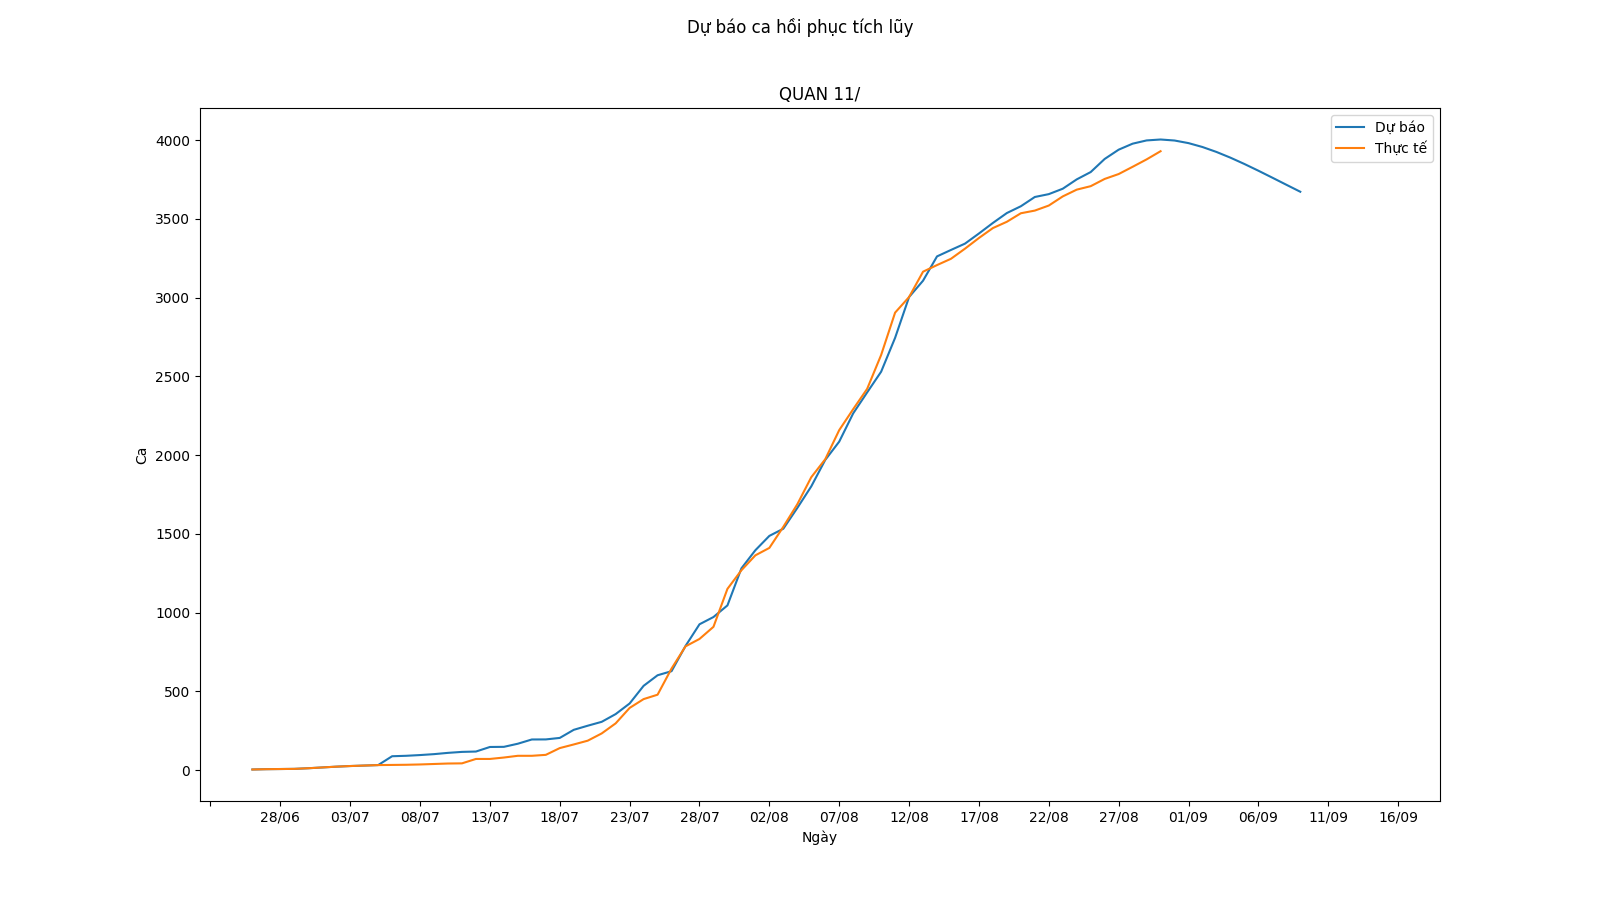 Dự báo ca hồi phục tích lũy
QUAN 11/
Dự báo
Thực tế
4000
3500
3000
2500
2000
1500
1000
500
0
Ca
28/06 03/07 08/07 13/07 18/07 23/07 28/07 02/08 07/08 12/08 17/08 22/08 27/08 01/09 06/09 11/09 16/09
Ngày